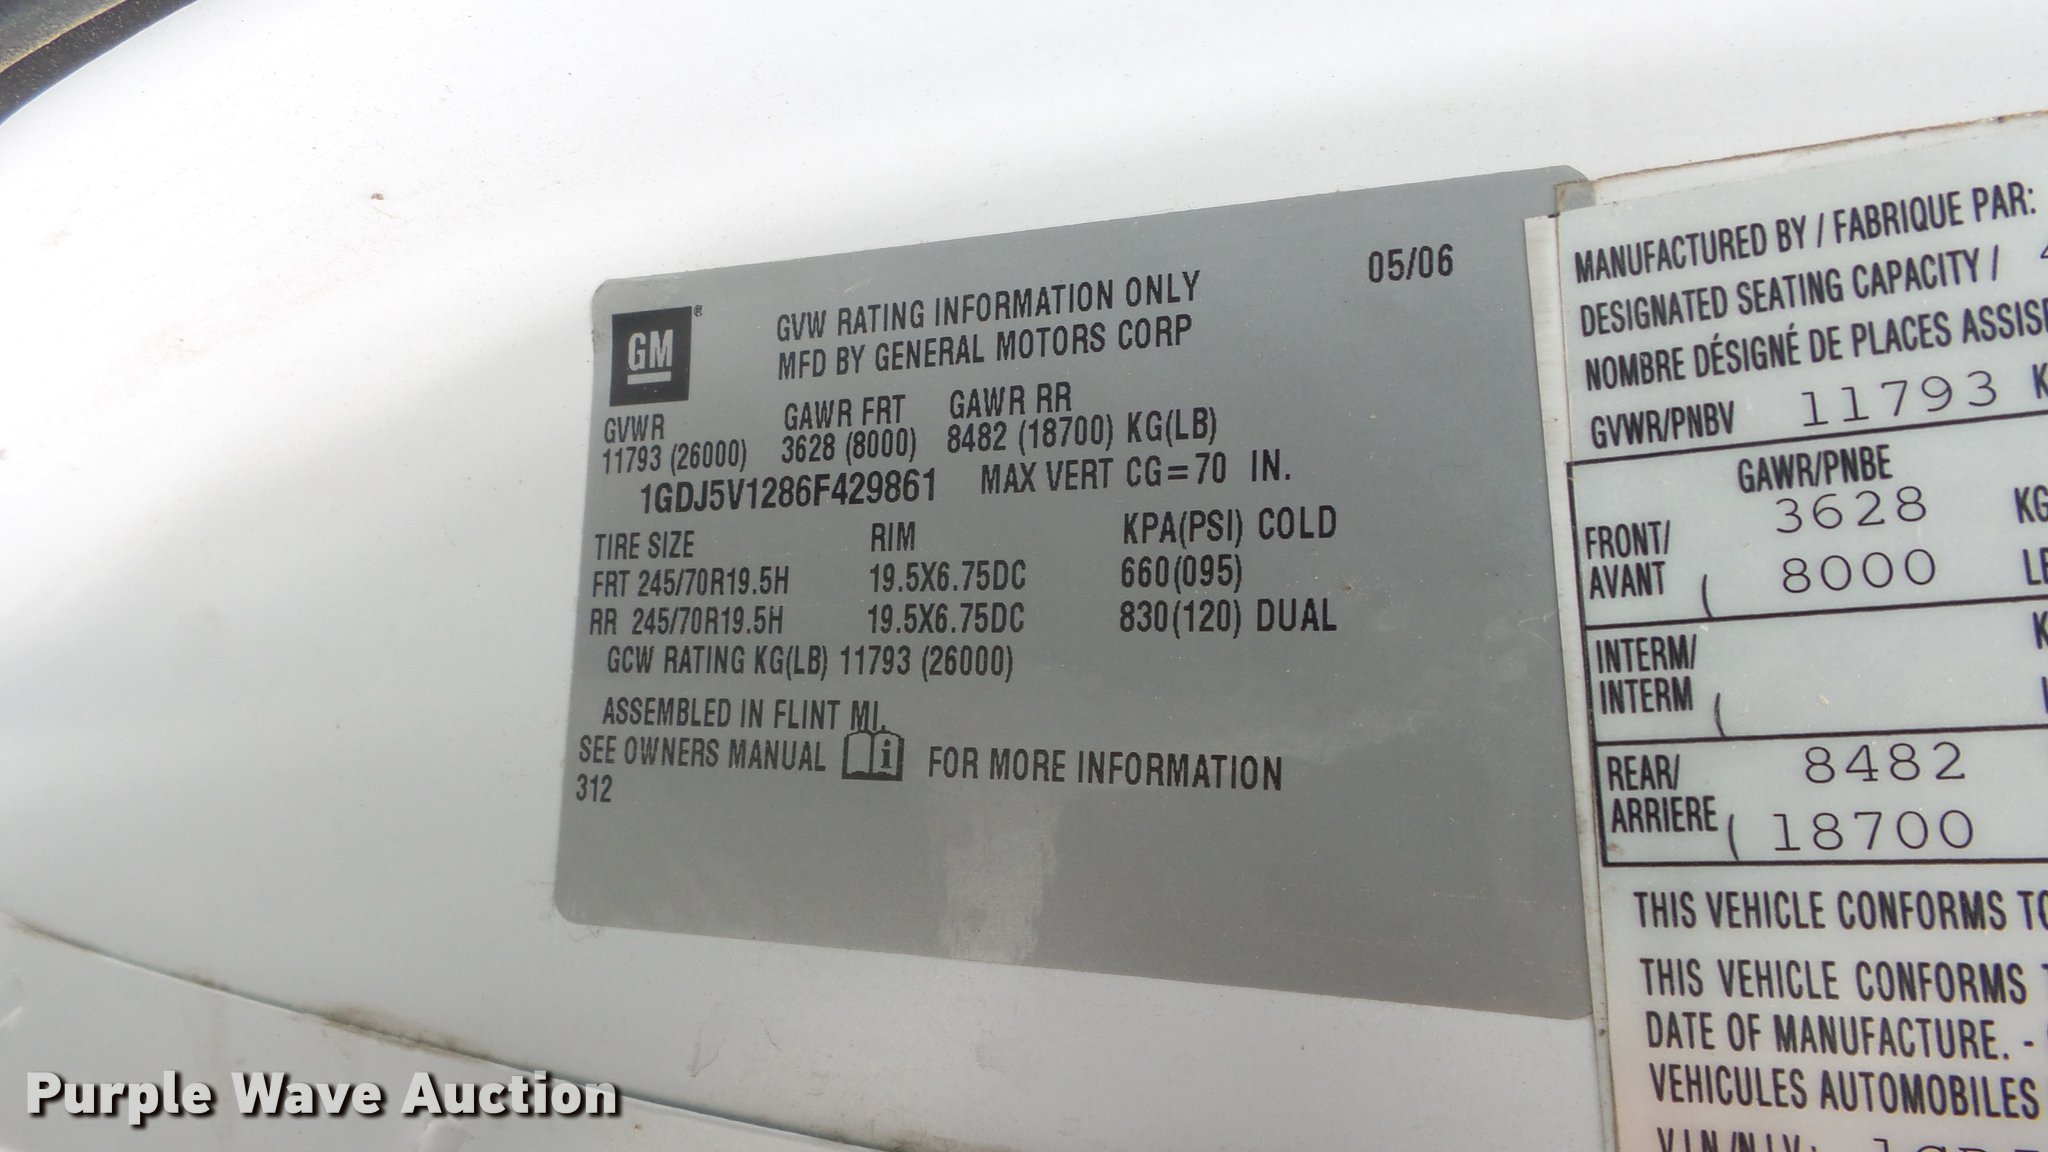 GM®
GVW RATING INFORMATION ONLY 05/06
MFD BY GENERAL MOTORS CORP
GVWR GAWR FRT GAWR RR
11793 (26000) 3628 (8000) 8482 (18700) KG(LB)
1GDJ5V1286F429861 MAX VERT CG=70 IN.
TIRE SIZE RIM KPA(PSI) COLD
FRT 245/70R19.5H 19.5X6.75DC 660(095)
RR 245/70R19.5H 19.5X6.75DC 830(120) DUAL
GCW RATING KG(LB) 11793 (26000)
ASSEMBLED IN FLINT MI.
SEE OWNERS MANUAL i FOR MORE INFORMATION
312
MANUFACTURED BY / FABRIQUE PAR:
DESIGNATED SEATING CAPACITY /
NOMBRE DÉSIGNÉ DE PLACES
GVWR/PNBV 11793
GAWR/PNBE
FRONT/ 3628 KG
AVANT ( 8000
INTERM/
INTERM (
REAR/ 8482
ARRIERE ( 18700
THIS VEHICLE CONFORMS
THIS VEHICLE CONFORMS
DATE OF MANUFACTURE. -
VEHICULES AUTOMOBILES
V.I.N/N.I.V:
Purple Wave Auction